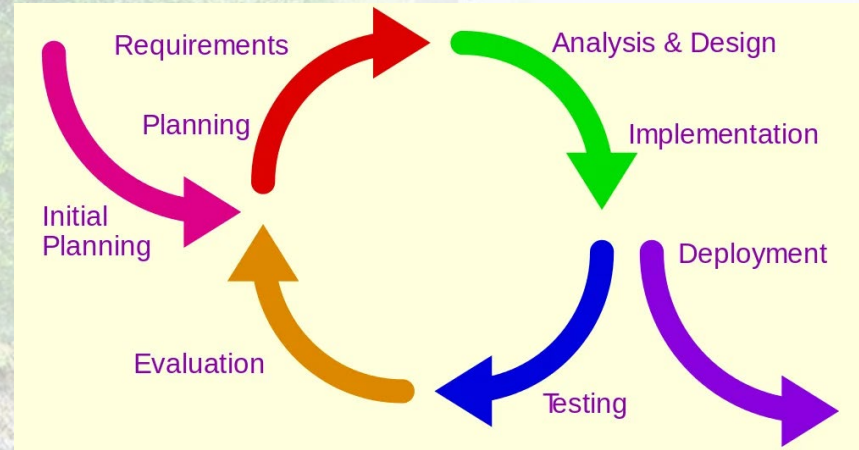 Requirements
Analysis & Design
Planning
Implementation
Initial
Planning
Deployment
Evaluation
Testing